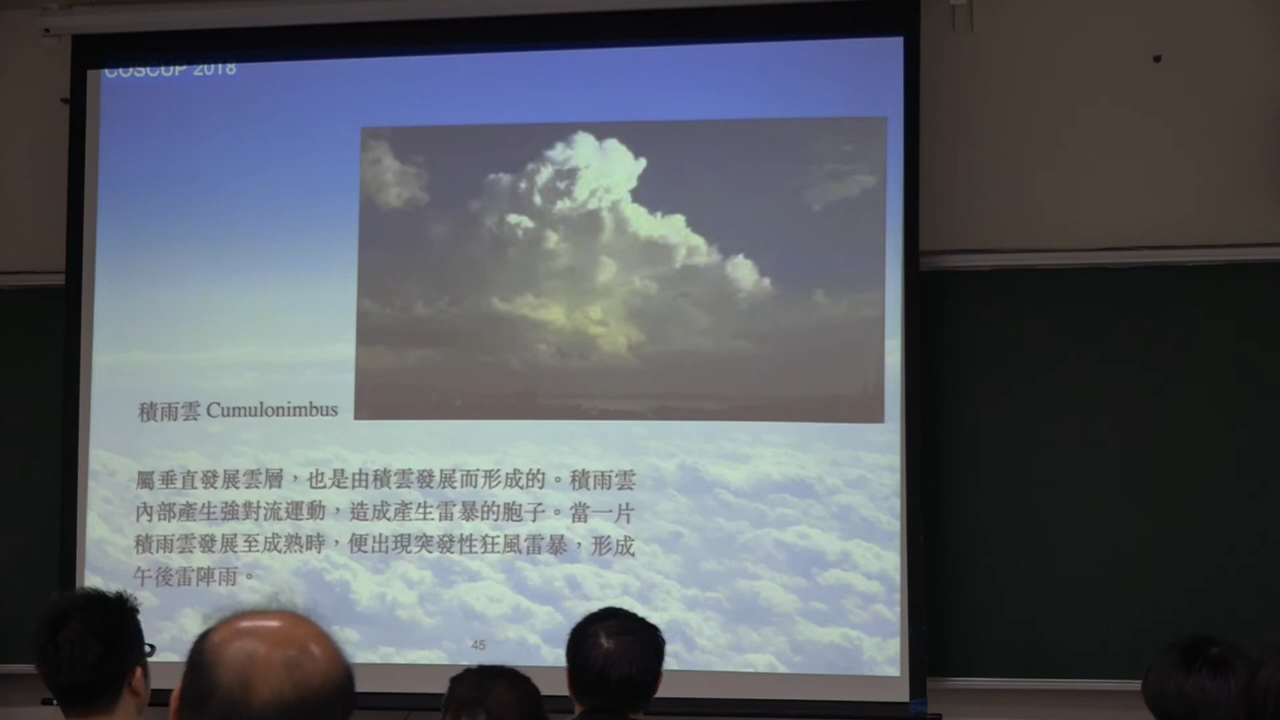 COSCUP 2018
積雨雲 Cumulonimbus
屬垂直發展雲層，也是由積雲發展而形成的。積雨雲
內部產生強對流運動，造成產生雷暴的胞子。當一片
積雨雲發展至成熟時，便出現突發性狂風雷暴，形成
午後雷陣雨。
45